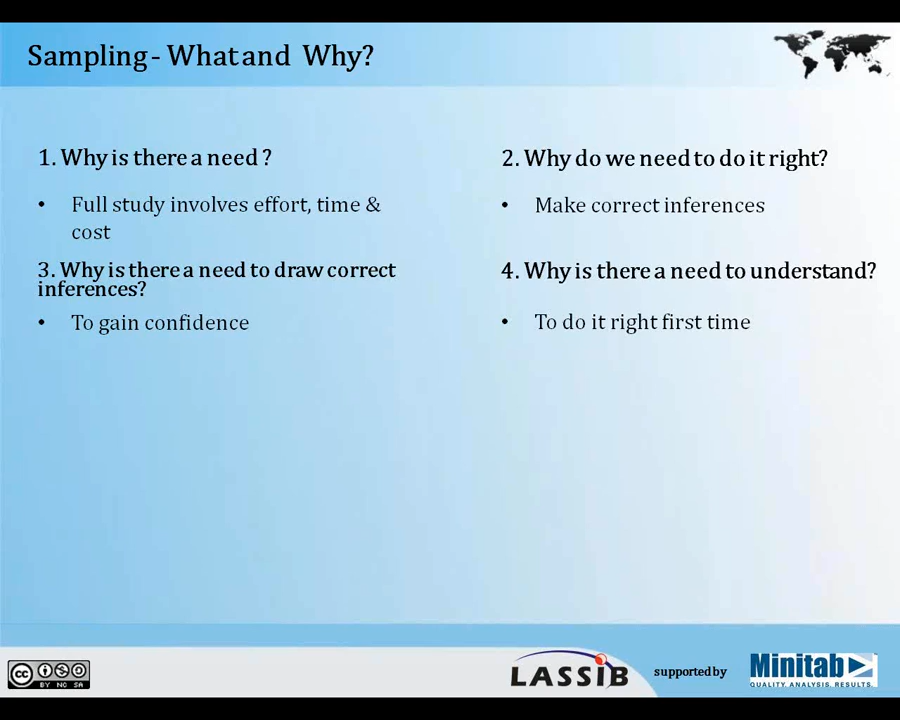 Sampling - What and Why?
1. Why is there a need ?
• Full study involves effort, time &
cost
2. Why do we need to do it right?
• Make correct inferences
3. Why is there a need to draw correct
inferences?
• To gain confidence
4. Why is there a need to understand?
• To do it right first time
cc BY NC SA
LASSIB
supported by
Minitab
QUALITY. ANALYSIS. RESULTS.